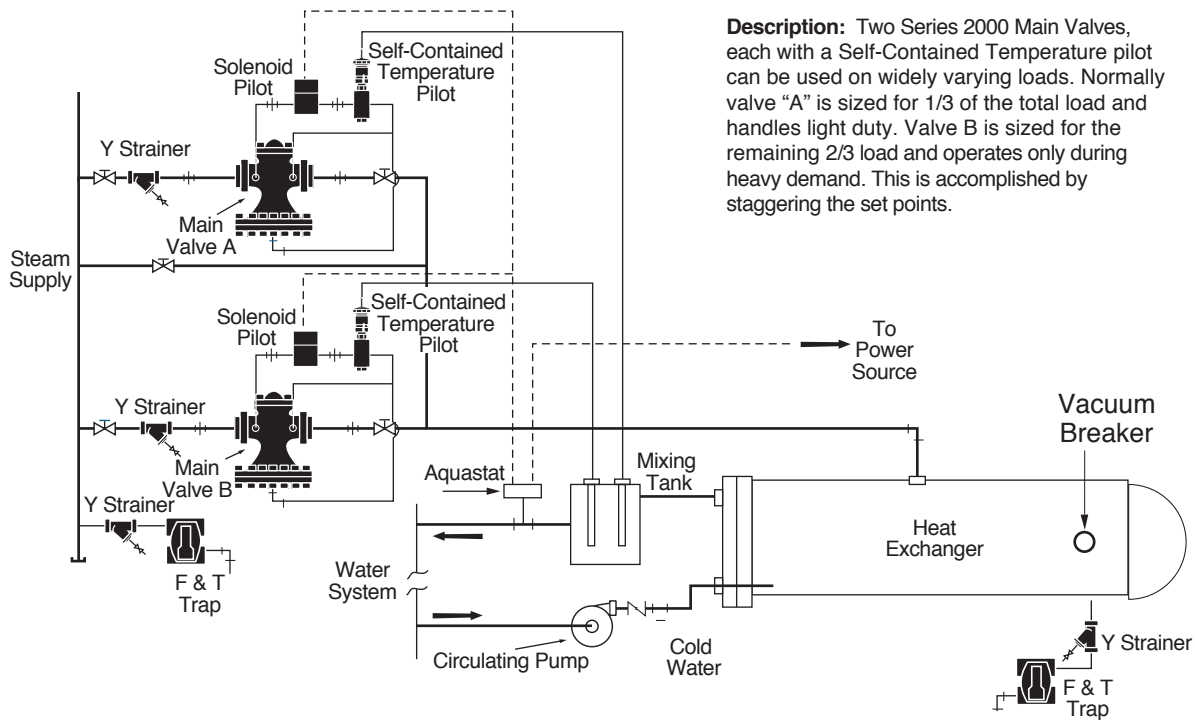 Description: Two Series 2000 Main Valves,
each with a Self-Contained Temperature pilot
can be used on widely varying loads. Normally
valve “A” is sized for 1/3 of the total load and
handles light duty. Valve B is sized for the
remaining 2/3 load and operates only during
heavy demand. This is accomplished by
staggering the set points.
Self-Contained
Temperature
Pilot
Solenoid
Pilot
Y Strainer
Main
Valve A
Steam
Supply
Self-Contained
Temperature
Pilot
Solenoid
Pilot
To
Power
Source
Y Strainer
Main
Valve B
Vacuum
Breaker
Aquastat
Mixing
Tank
Y Strainer
F & T
Trap
Heat
Exchanger
Water
System
Circulating Pump
Cold
Water
Y Strainer
F & T
Trap